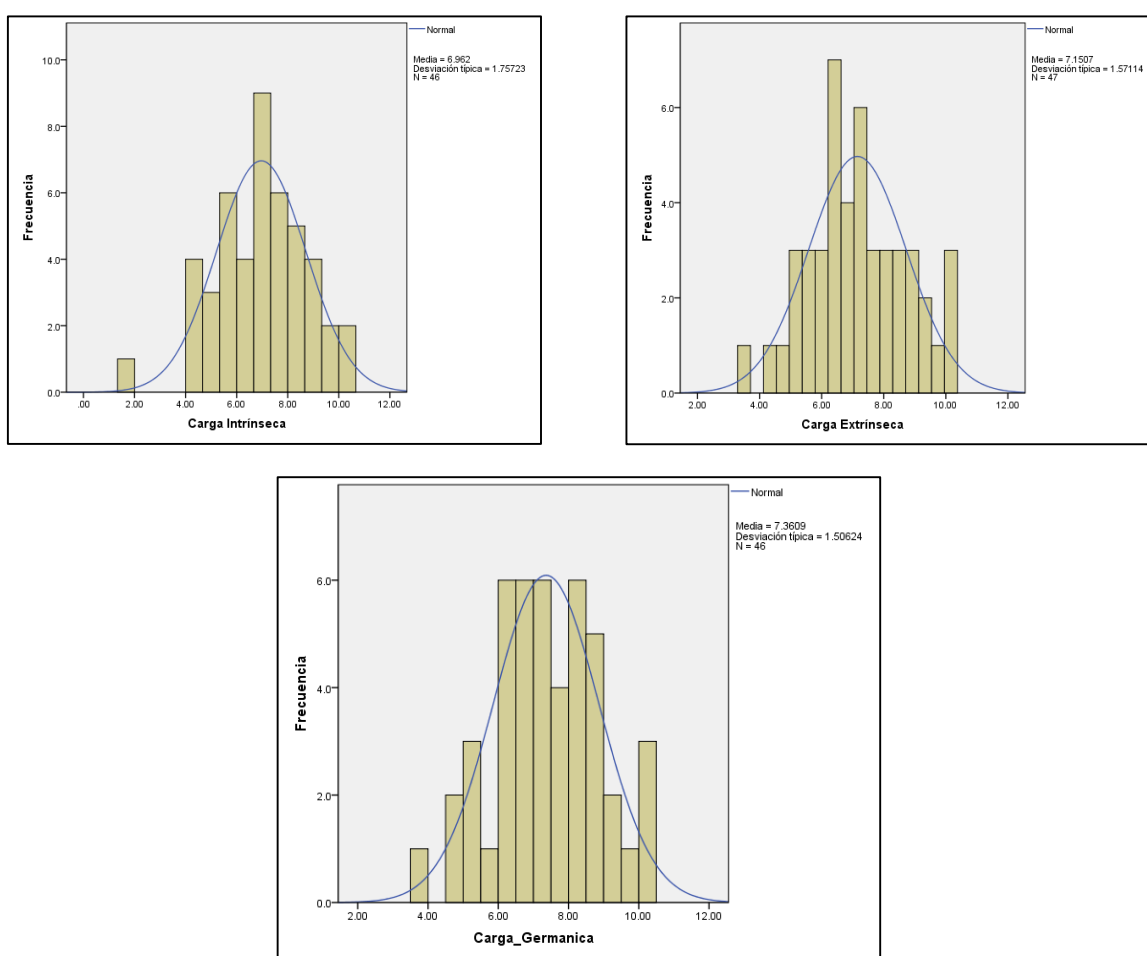 Normal
Media = 6.962
Desviación típica = 1.75723
N = 46
10.0
8.0
6.0
4.0
2.0
0.0
Frecuencia
.00 2.00 4.00 6.00 8.00 10.00 12.00
Carga Intrínseca
Normal
Media = 7.1507
Desviación típica = 1.57114
N = 47
6.0
4.0
2.0
0.0
Frecuencia
2.00 4.00 6.00 8.00 10.00 12.00
Carga Extrínseca
Normal
Media = 7.3609
Desviación típica = 1.50624
N = 46
6.0
4.0
2.0
0.0
Frecuencia
2.00 4.00 6.00 8.00 10.00 12.00
Carga_Germanica